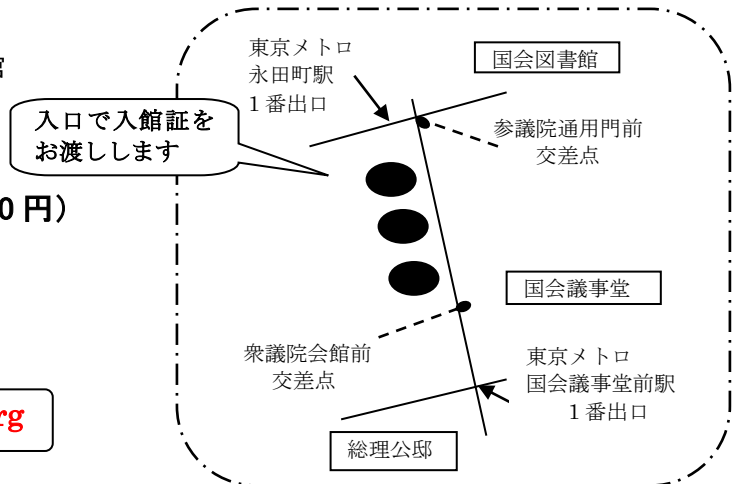 東京メトロ
永田町駅
1番出口
国会図書館
館
入口で入館証を
お渡しします
参議院通用門前
交差点
0円）
国会議事堂
衆議院会館前
交差点
東京メトロ
国会議事堂前駅
1番出口
rg
総理公邸